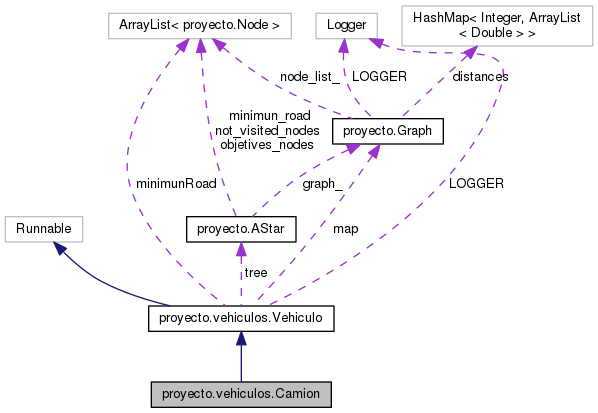 ArrayList< proyecto.Node >
Logger
HashMap< Integer, ArrayList
< Double > >
node_list_
LOGGER
distances
minimun_road
not_visited_nodes
objetives_nodes
proyecto.Graph
minimunRoad
graph_
LOGGER
Runnable
proyecto.AStar
map
tree
proyecto.vehiculos.Vehiculo
proyecto.vehiculos.Camion